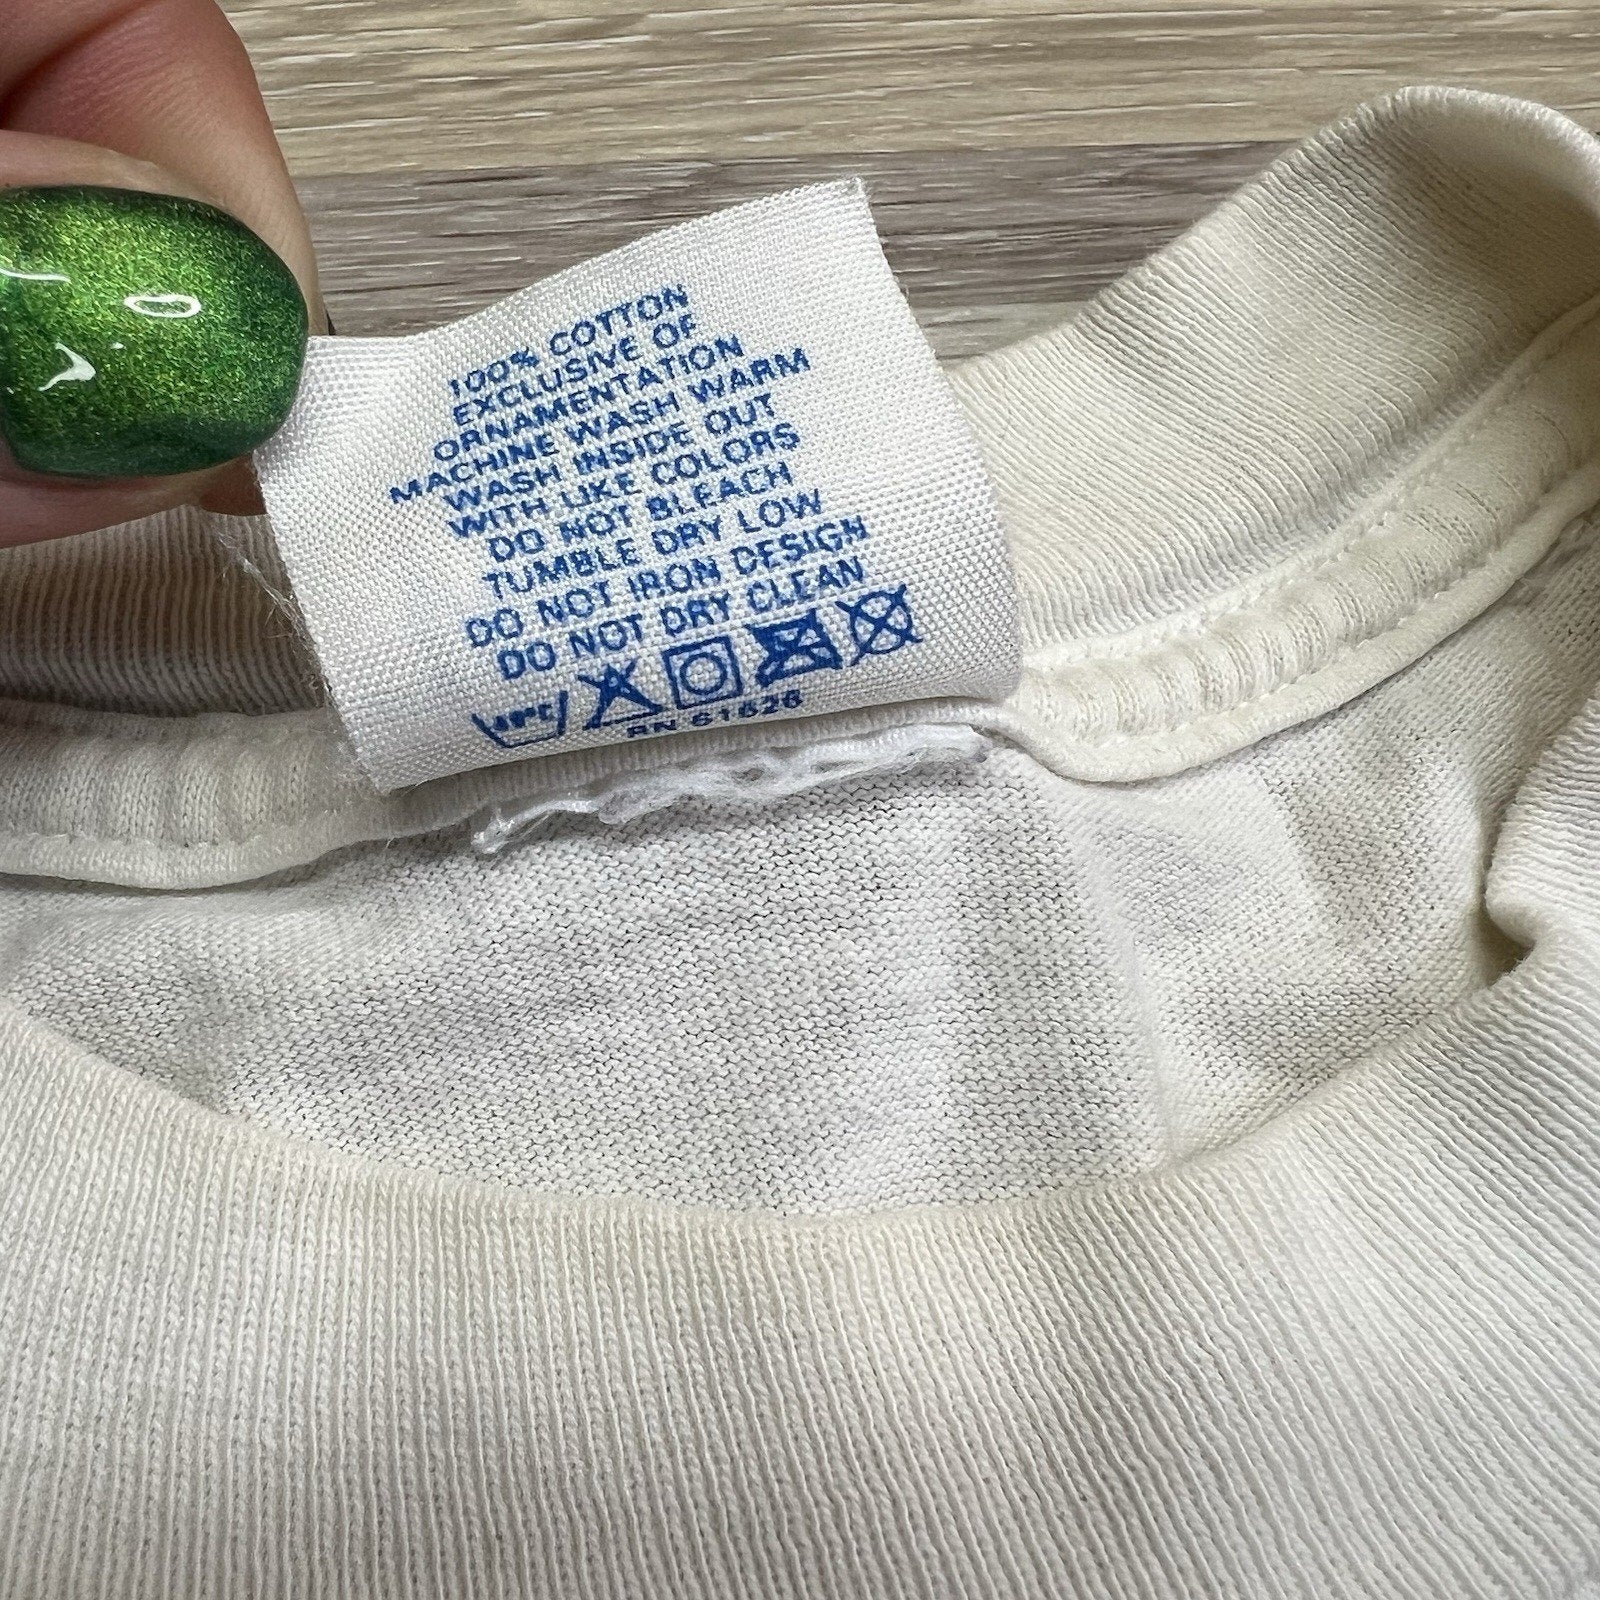 100% COTTON
EXCLUSIVE OF
ORNAMENTATION
MACHINE WASH WARM
WASH INSIDE OUT
WITH LIKE COLORS
DO NOT BLEACH
TUMBLE DRY LOW
DO NOT IRON DESIGN
DO NOT DRY CLEAN
RN